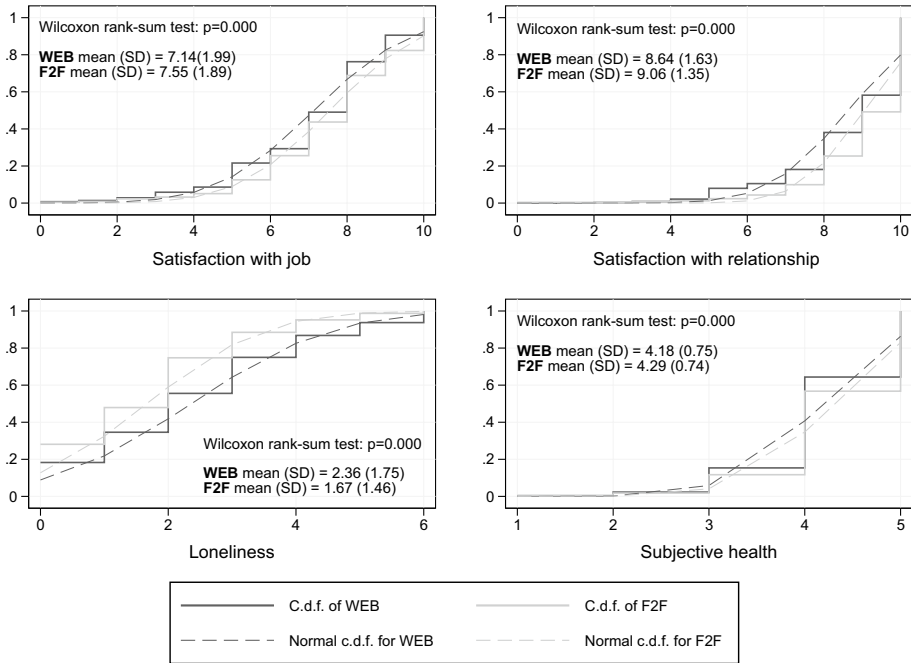 Wilcoxon rank-sum test: p=0.000
WEB mean (SD) = 7.14(1.99)
F2F mean (SD) = 7.55 (1.89)
1
.8
.6
.4
.2
0
0 2 4 6 8 10
Satisfaction with job
Wilcoxon rank-sum test: p=0.000
WEB mean (SD) = 8.64 (1.63)
F2F mean (SD) = 9.06 (1.35)
1
.8
.6
.4
.2
0
0 2 4 6 8 10
Satisfaction with relationship
1
.8
.6
.4
.2
0
Wilcoxon rank-sum test: p=0.000
WEB mean (SD) = 2.36 (1.75)
F2F mean (SD) = 1.67 (1.46)
0 2 4 6
Loneliness
Wilcoxon rank-sum test: p=0.000
WEB mean (SD) = 4.18 (0.75)
F2F mean (SD) = 4.29 (0.74)
1
.8
.6
.4
.2
0
1 2 3 4 5
Subjective health
C.d.f. of WEB
C.d.f. of F2F
Normal c.d.f. for WEB
Normal c.d.f. for F2F